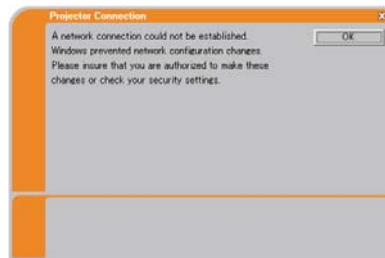 Projector Connection
X
A network connection could not be established.
OK
Windows prevented network configuration changes.
Please insure that you are authorized to make these
changes or check your security settings.